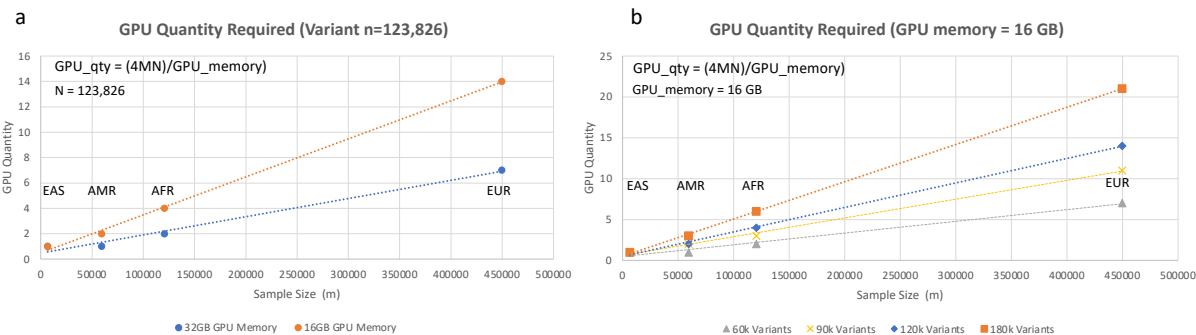 a
GPU Quantity Required (Variant n=123,826)
GPU_qty = (4MN)/GPU_memory)
N = 123,826
GPU Quantity
16
14
12
10
8
6
4
2
0
EAS
AMR
AFR
EUR
0
50000
100000
150000
200000
250000
300000
350000
400000
450000
500000
Sample Size (m)
32GB GPU Memory
16GB GPU Memory
b
GPU Quantity Required (GPU memory = 16 GB)
GPU_qty = (4MN)/GPU_memory)
GPU_memory = 16 GB
GPU Quantity
25
20
15
10
5
0
EAS
AMR
AFR
EUR
0
50000
100000
150000
200000
250000
300000
350000
400000
450000
500000
Sample Size (m)
60k Variants
90k Variants
120k Variants
180k Variants